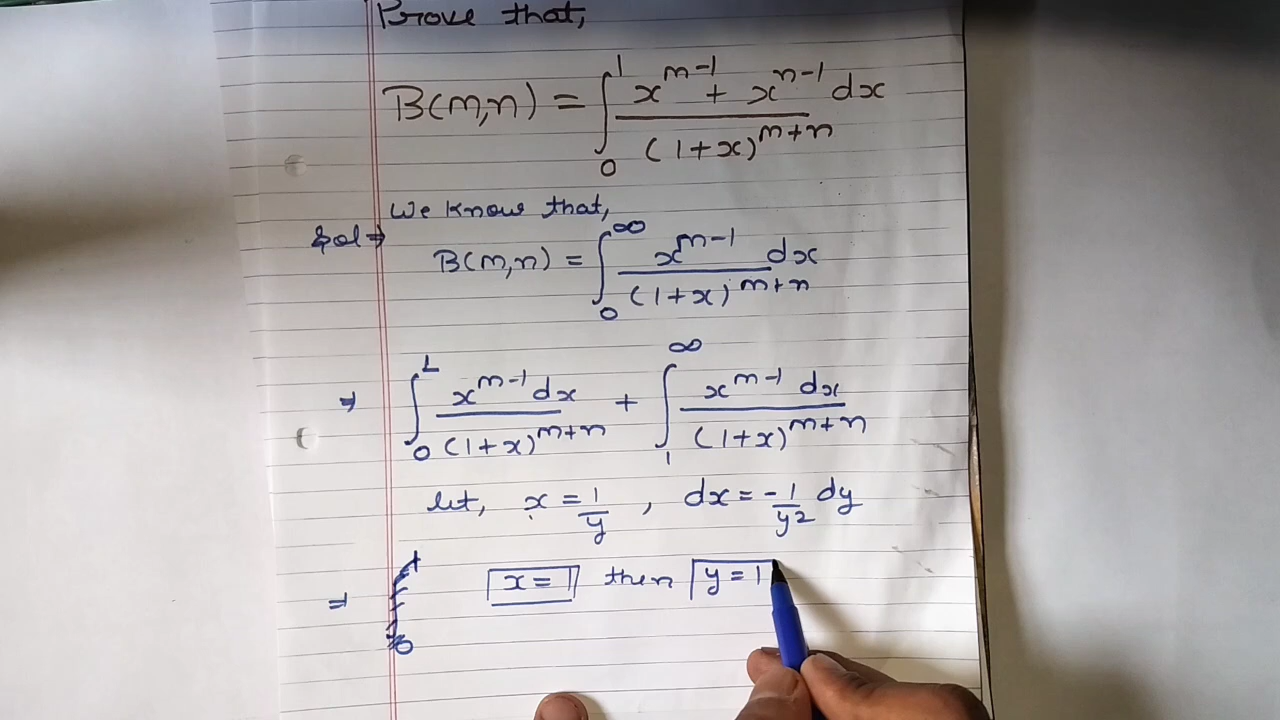 Prove that,
B(m,n) = ∫₀¹ (x^(m-1) + x^(n-1) dx)/((1+x)^(m+n))
We know that,
Sol⇒ B(m,n) = ∫₀^∞ (x^(m-1) dx)/((1+x)^(m+n))
⇒ ∫₀¹ (x^(m-1) dx)/((1+x)^(m+n)) + ∫₁^∞ (x^(m-1) dx)/((1+x)^(m+n))
let, x = 1/y , dx = -1/y² dy
⇒ x = 1 then y = 1